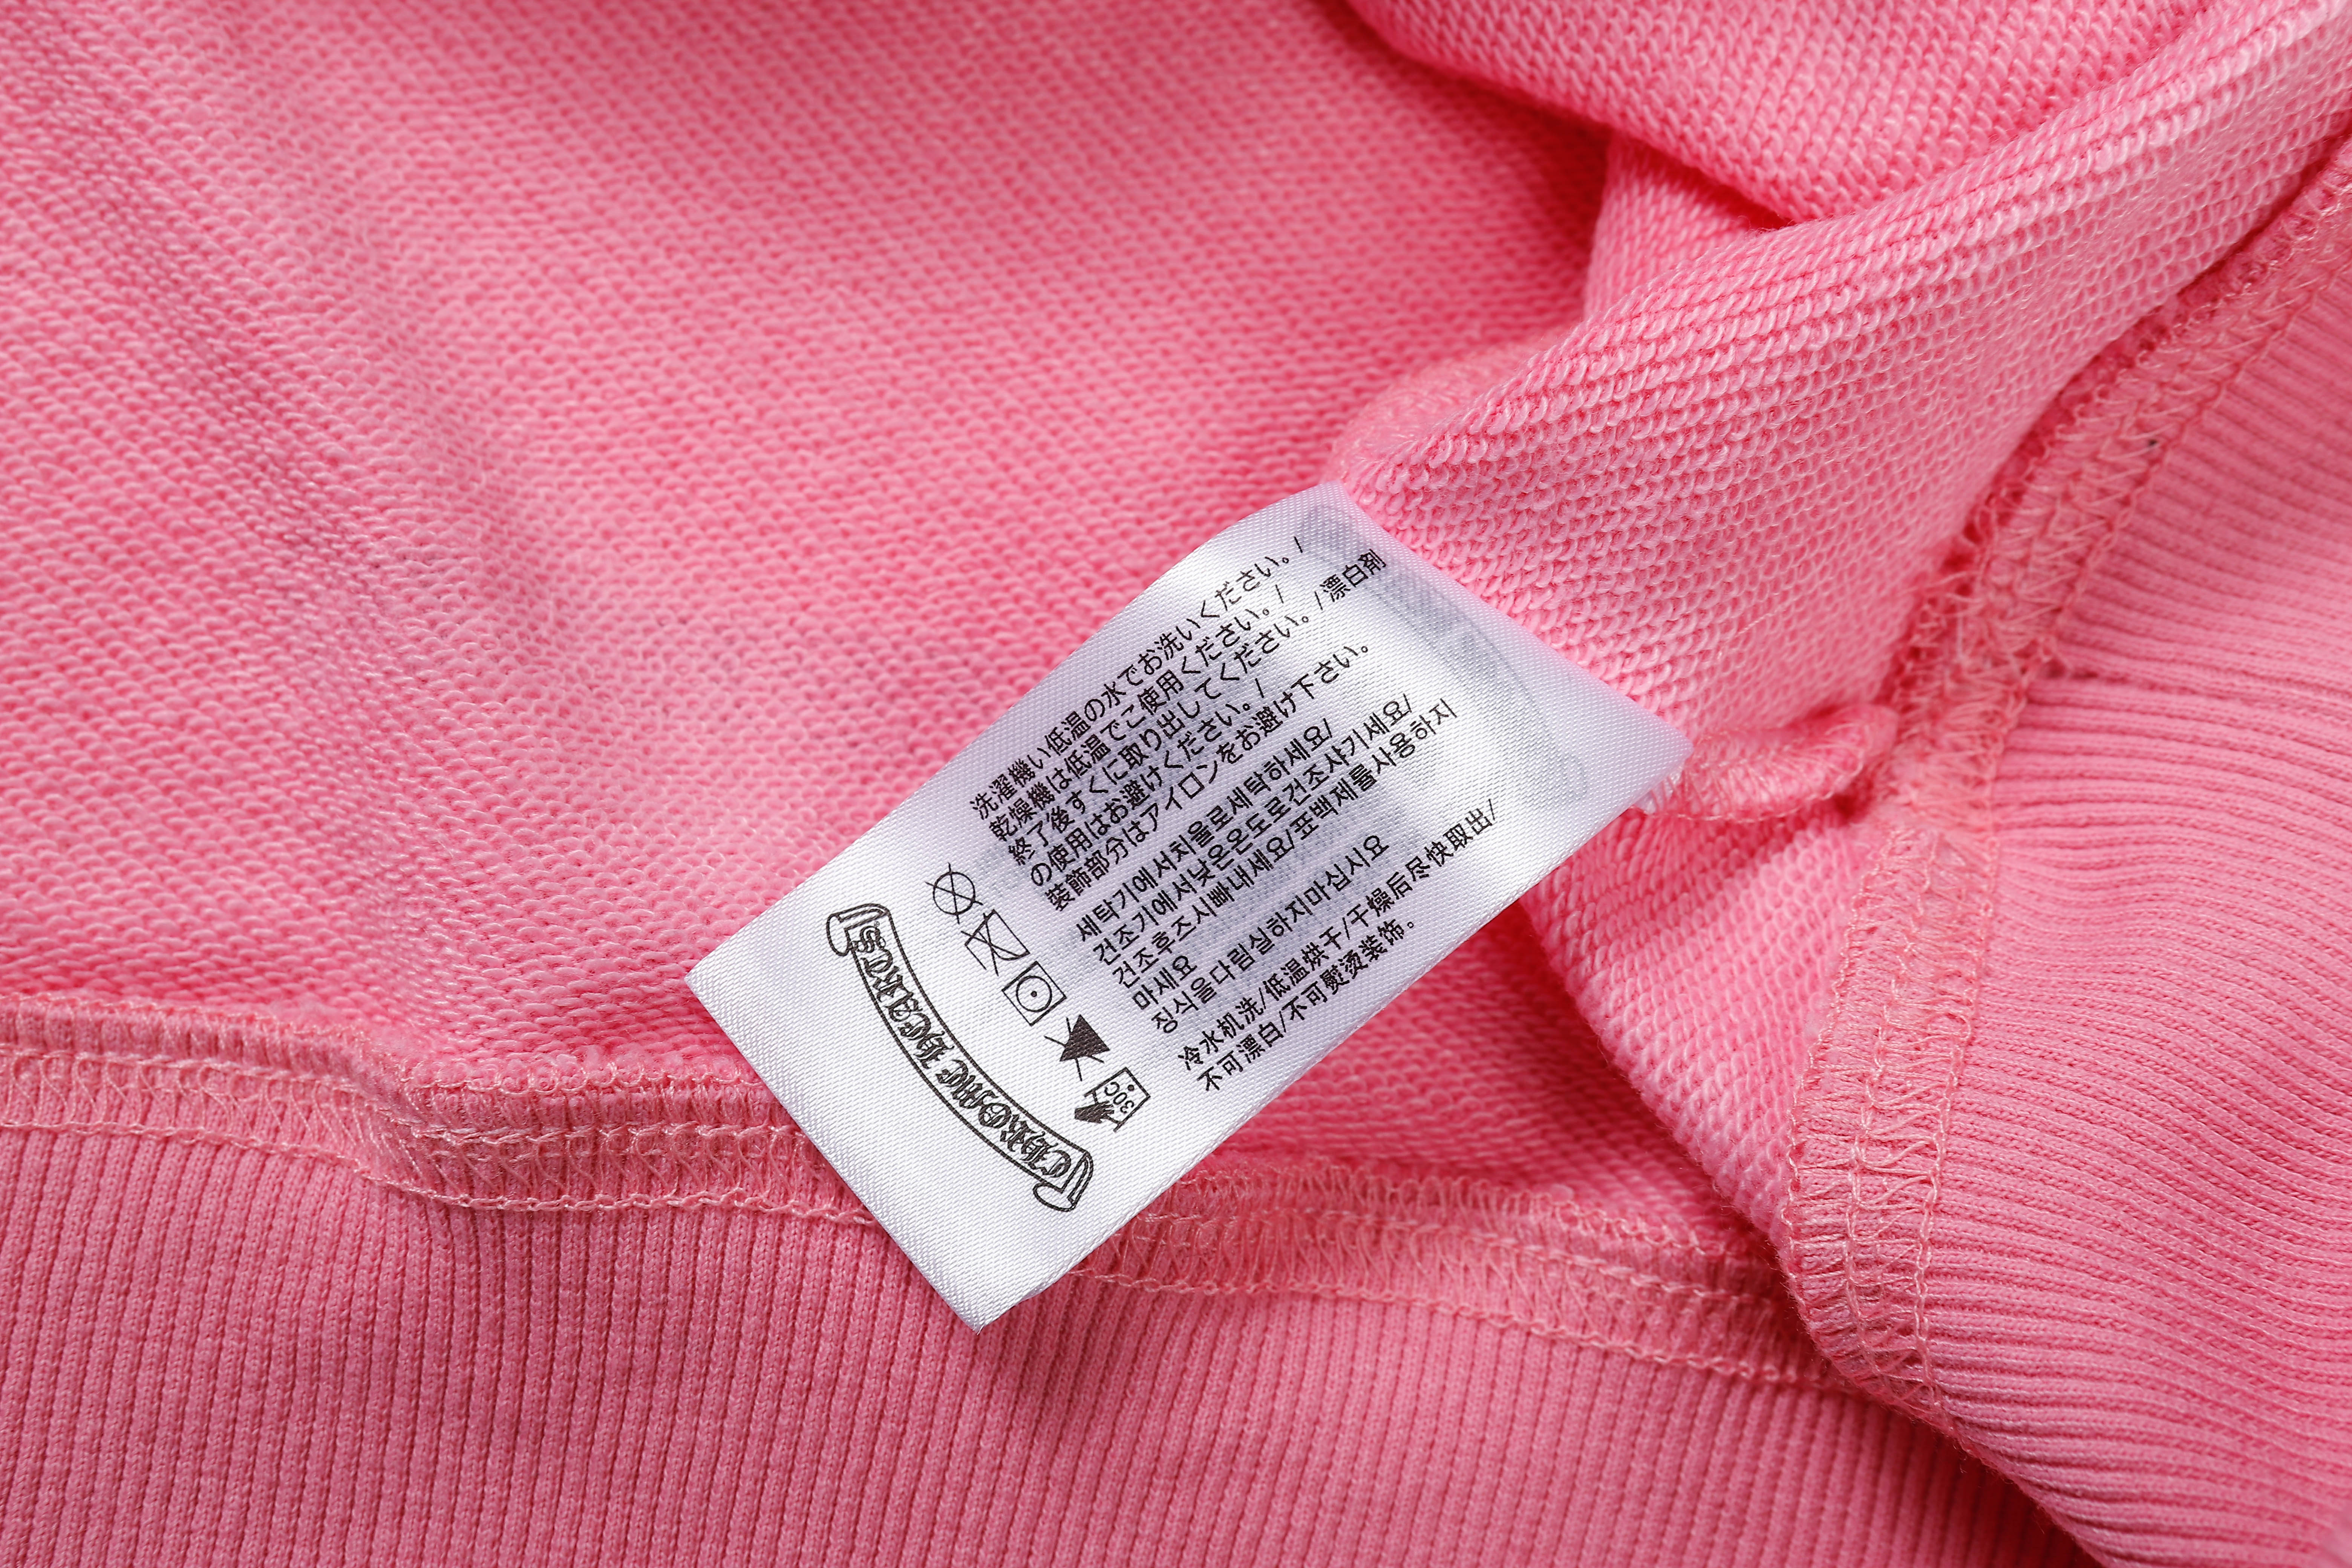 洗濯機い低温の水でお洗いください。/
乾燥機は低温でご使用ください。/
終了後すぐに取り出してください。/漂白剤
の使用はお避けください。/
装飾部分はアイロンをお避け下さい。
세탁기에서치울로세탁하세요/
건조기에서낮은온도로건조사기세요/
건조후즈시빠내세요/표백제를사용하지
마세요
징식을다림실하지마십시요
冷水机洗/低温烘干/干燥后尽快取出/
不可漂白/不可熨烫装饰。
30C
CHROME HEARTS